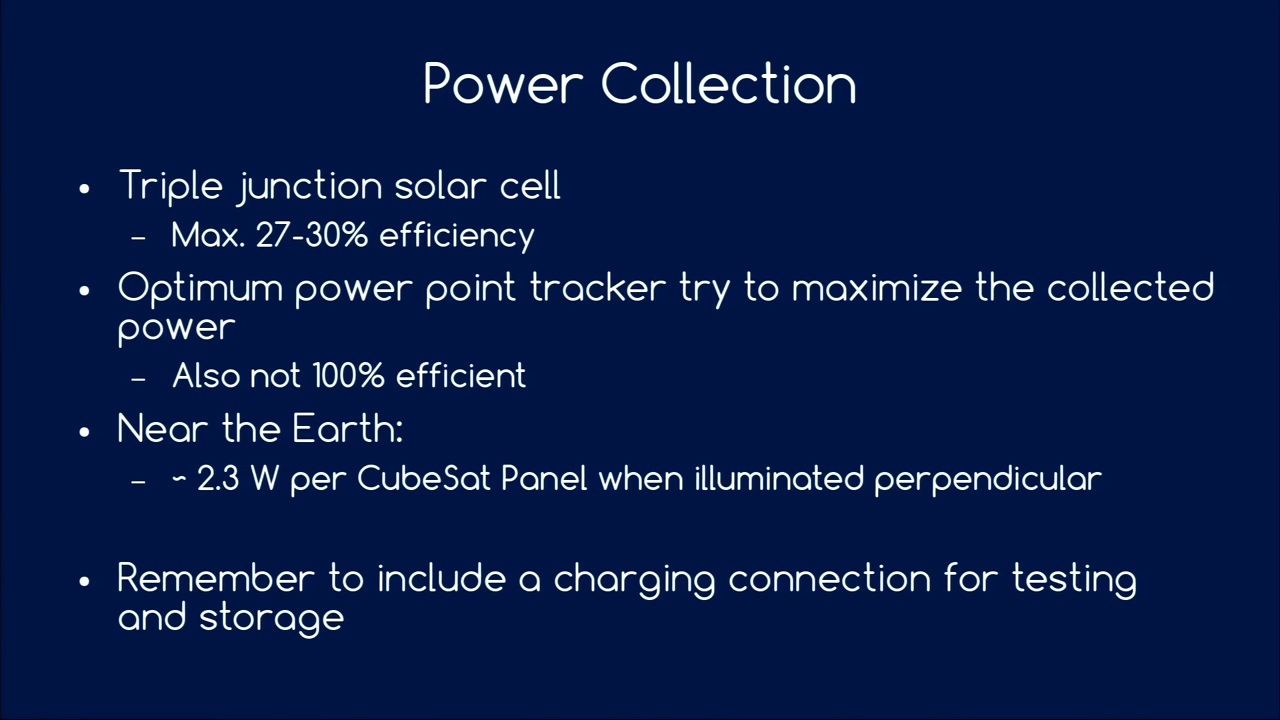 Power Collection
• Triple junction solar cell
– Max. 27-30% efficiency
• Optimum power point tracker try to maximize the collected
power
– Also not 100% efficient
• Near the Earth:
– ~ 2.3 W per CubeSat Panel when illuminated perpendicular
• Remember to include a charging connection for testing
and storage